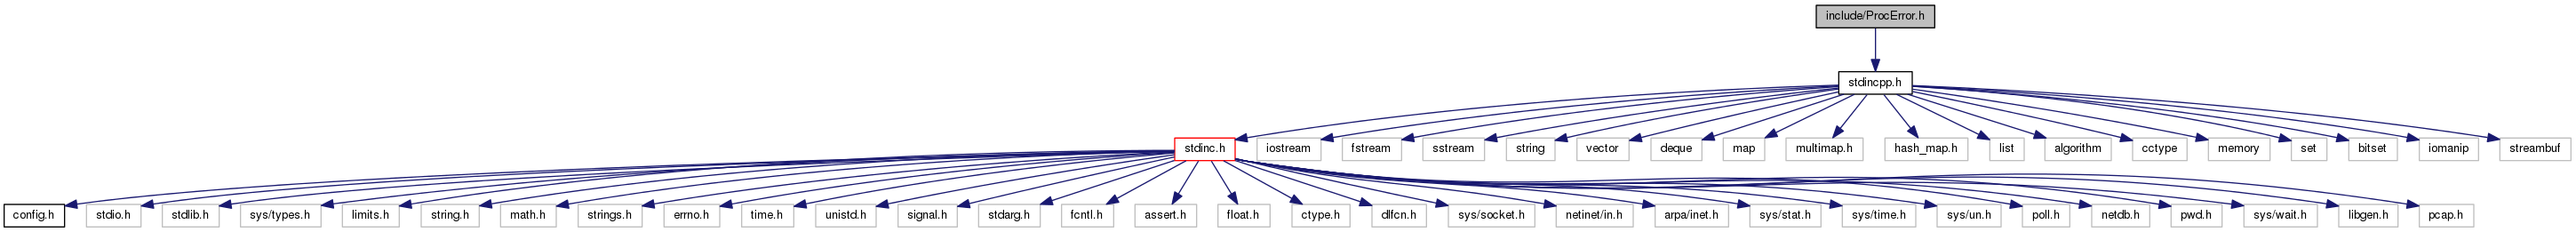 include/ProcError.h
stdincpp.h
stdinc.h
iostream
fstream
sstream
string
vector
deque
map
multimap.h
hash_map.h
list
algorithm
cctype
memory
set
bitset
iomanip
streambuf
config.h
stdio.h
stdlib.h
sys/types.h
limits.h
string.h
math.h
strings.h
errno.h
time.h
unistd.h
signal.h
stdarg.h
fcntl.h
assert.h
float.h
ctype.h
dlfcn.h
sys/socket.h
netinet/in.h
arpa/inet.h
sys/stat.h
sys/time.h
sys/un.h
poll.h
netdb.h
pwd.h
sys/wait.h
libgen.h
pcap.h